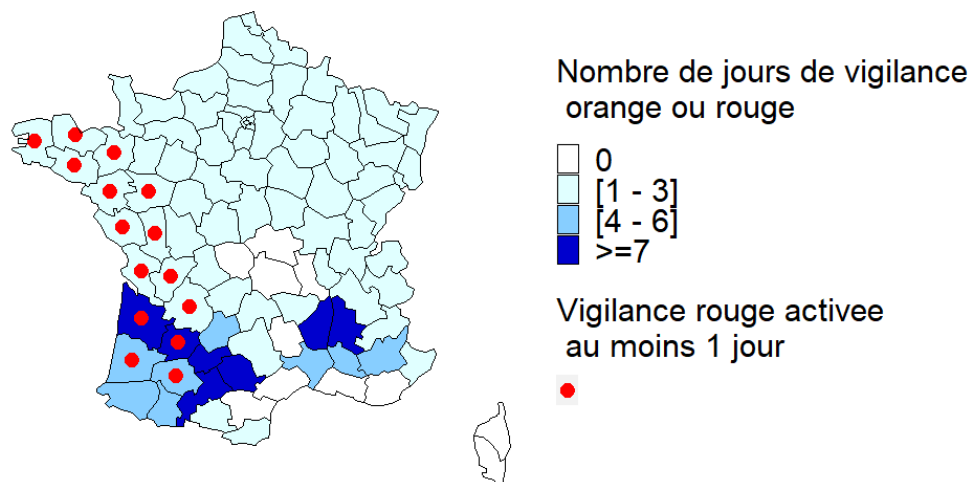 Nombre de jours de vigilance
orange ou rouge
0
[1 - 3]
[4 - 6]
>=7
Vigilance rouge activee
au moins 1 jour